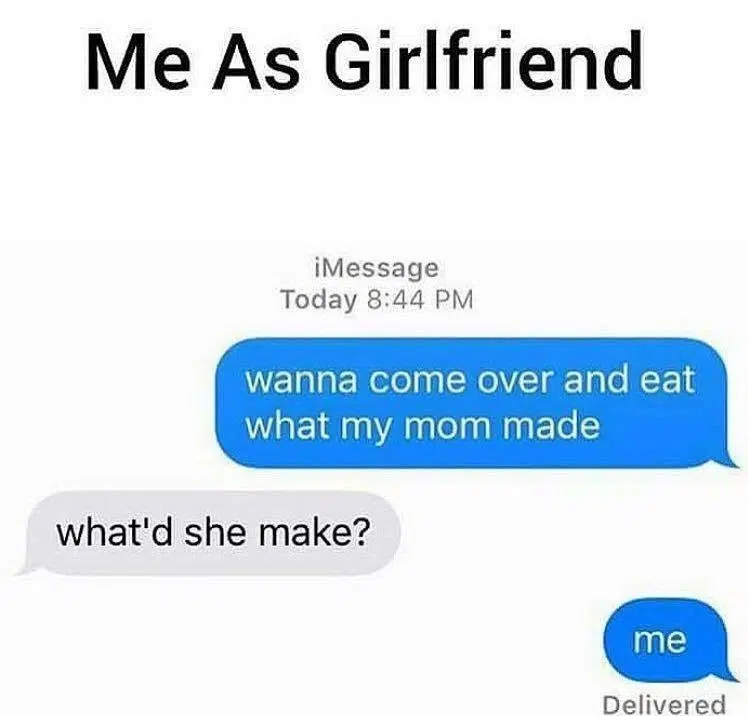 Me As Girlfriend
iMessage
Today 8:44 PM
wanna come over and eat
what my mom made
what'd she make?
me
Delivered